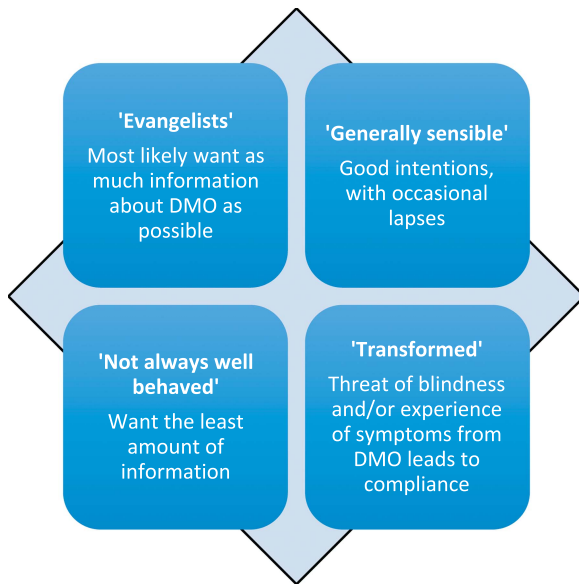 'Evangelists'
Most likely want as
much information
about DMO as
possible
'Generally sensible'
Good intentions,
with occasional
lapses
'Not always well
behaved'
Want the least
amount of
information
'Transformed'
Threat of blindness
and/or experience
of symptoms from
DMO leads to
compliance